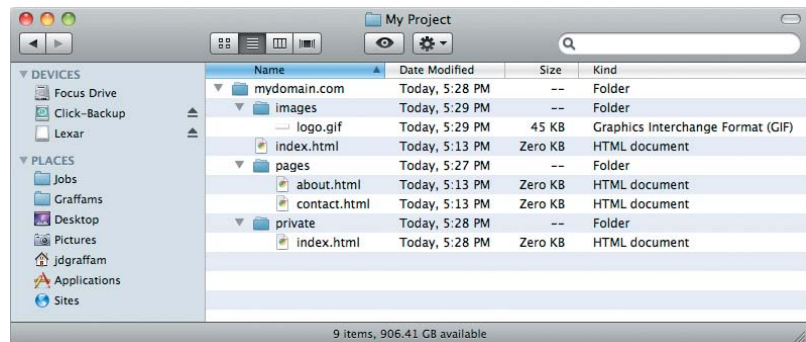 My Project
DEVICES
Focus Drive
Click-Backup
Lexar
PLACES
Jobs
Graffams
Desktop
Pictures
jdgraffam
Applications
Sites
Name Date Modified Size Kind
mydomain.com Today, 5:28 PM -- Folder
images Today, 5:29 PM -- Folder
logo.gif Today, 5:29 PM 45 KB Graphics Interchange Format (GIF)
index.html Today, 5:13 PM Zero KB HTML document
pages Today, 5:27 PM -- Folder
about.html Today, 5:13 PM Zero KB HTML document
contact.html Today, 5:13 PM Zero KB HTML document
private Today, 5:28 PM -- Folder
index.html Today, 5:28 PM Zero KB HTML document
9 items, 906.41 GB available